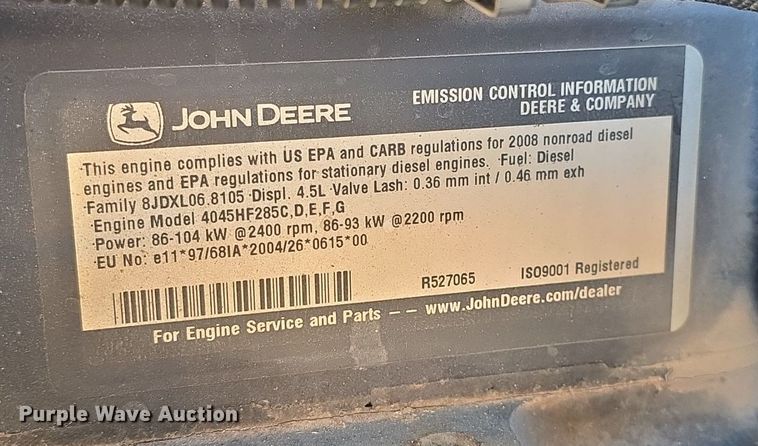 JOHN DEERE
EMISSION CONTROL INFORMATION
DEERE & COMPANY
·This engine complies with US EPA and CARB regulations for 2008 nonroad diesel
engines and EPA regulations for stationary diesel engines. ·Fuel: Diesel
·Family 8JDXL06.8105 ·Displ. 4.5L ·Valve Lash: 0.36 mm int / 0.46 mm exh
·Engine Model 4045HF285C,D,E,F,G
·Power: 86-104 kW @2400 rpm, 86-93 kW @2200 rpm
·EU No: e11*97/68IA*2004/26*0615*00
R527065
ISO9001 Registered
For Engine Service and Parts – – www.JohnDeere.com/dealer
Purple Wave Auction